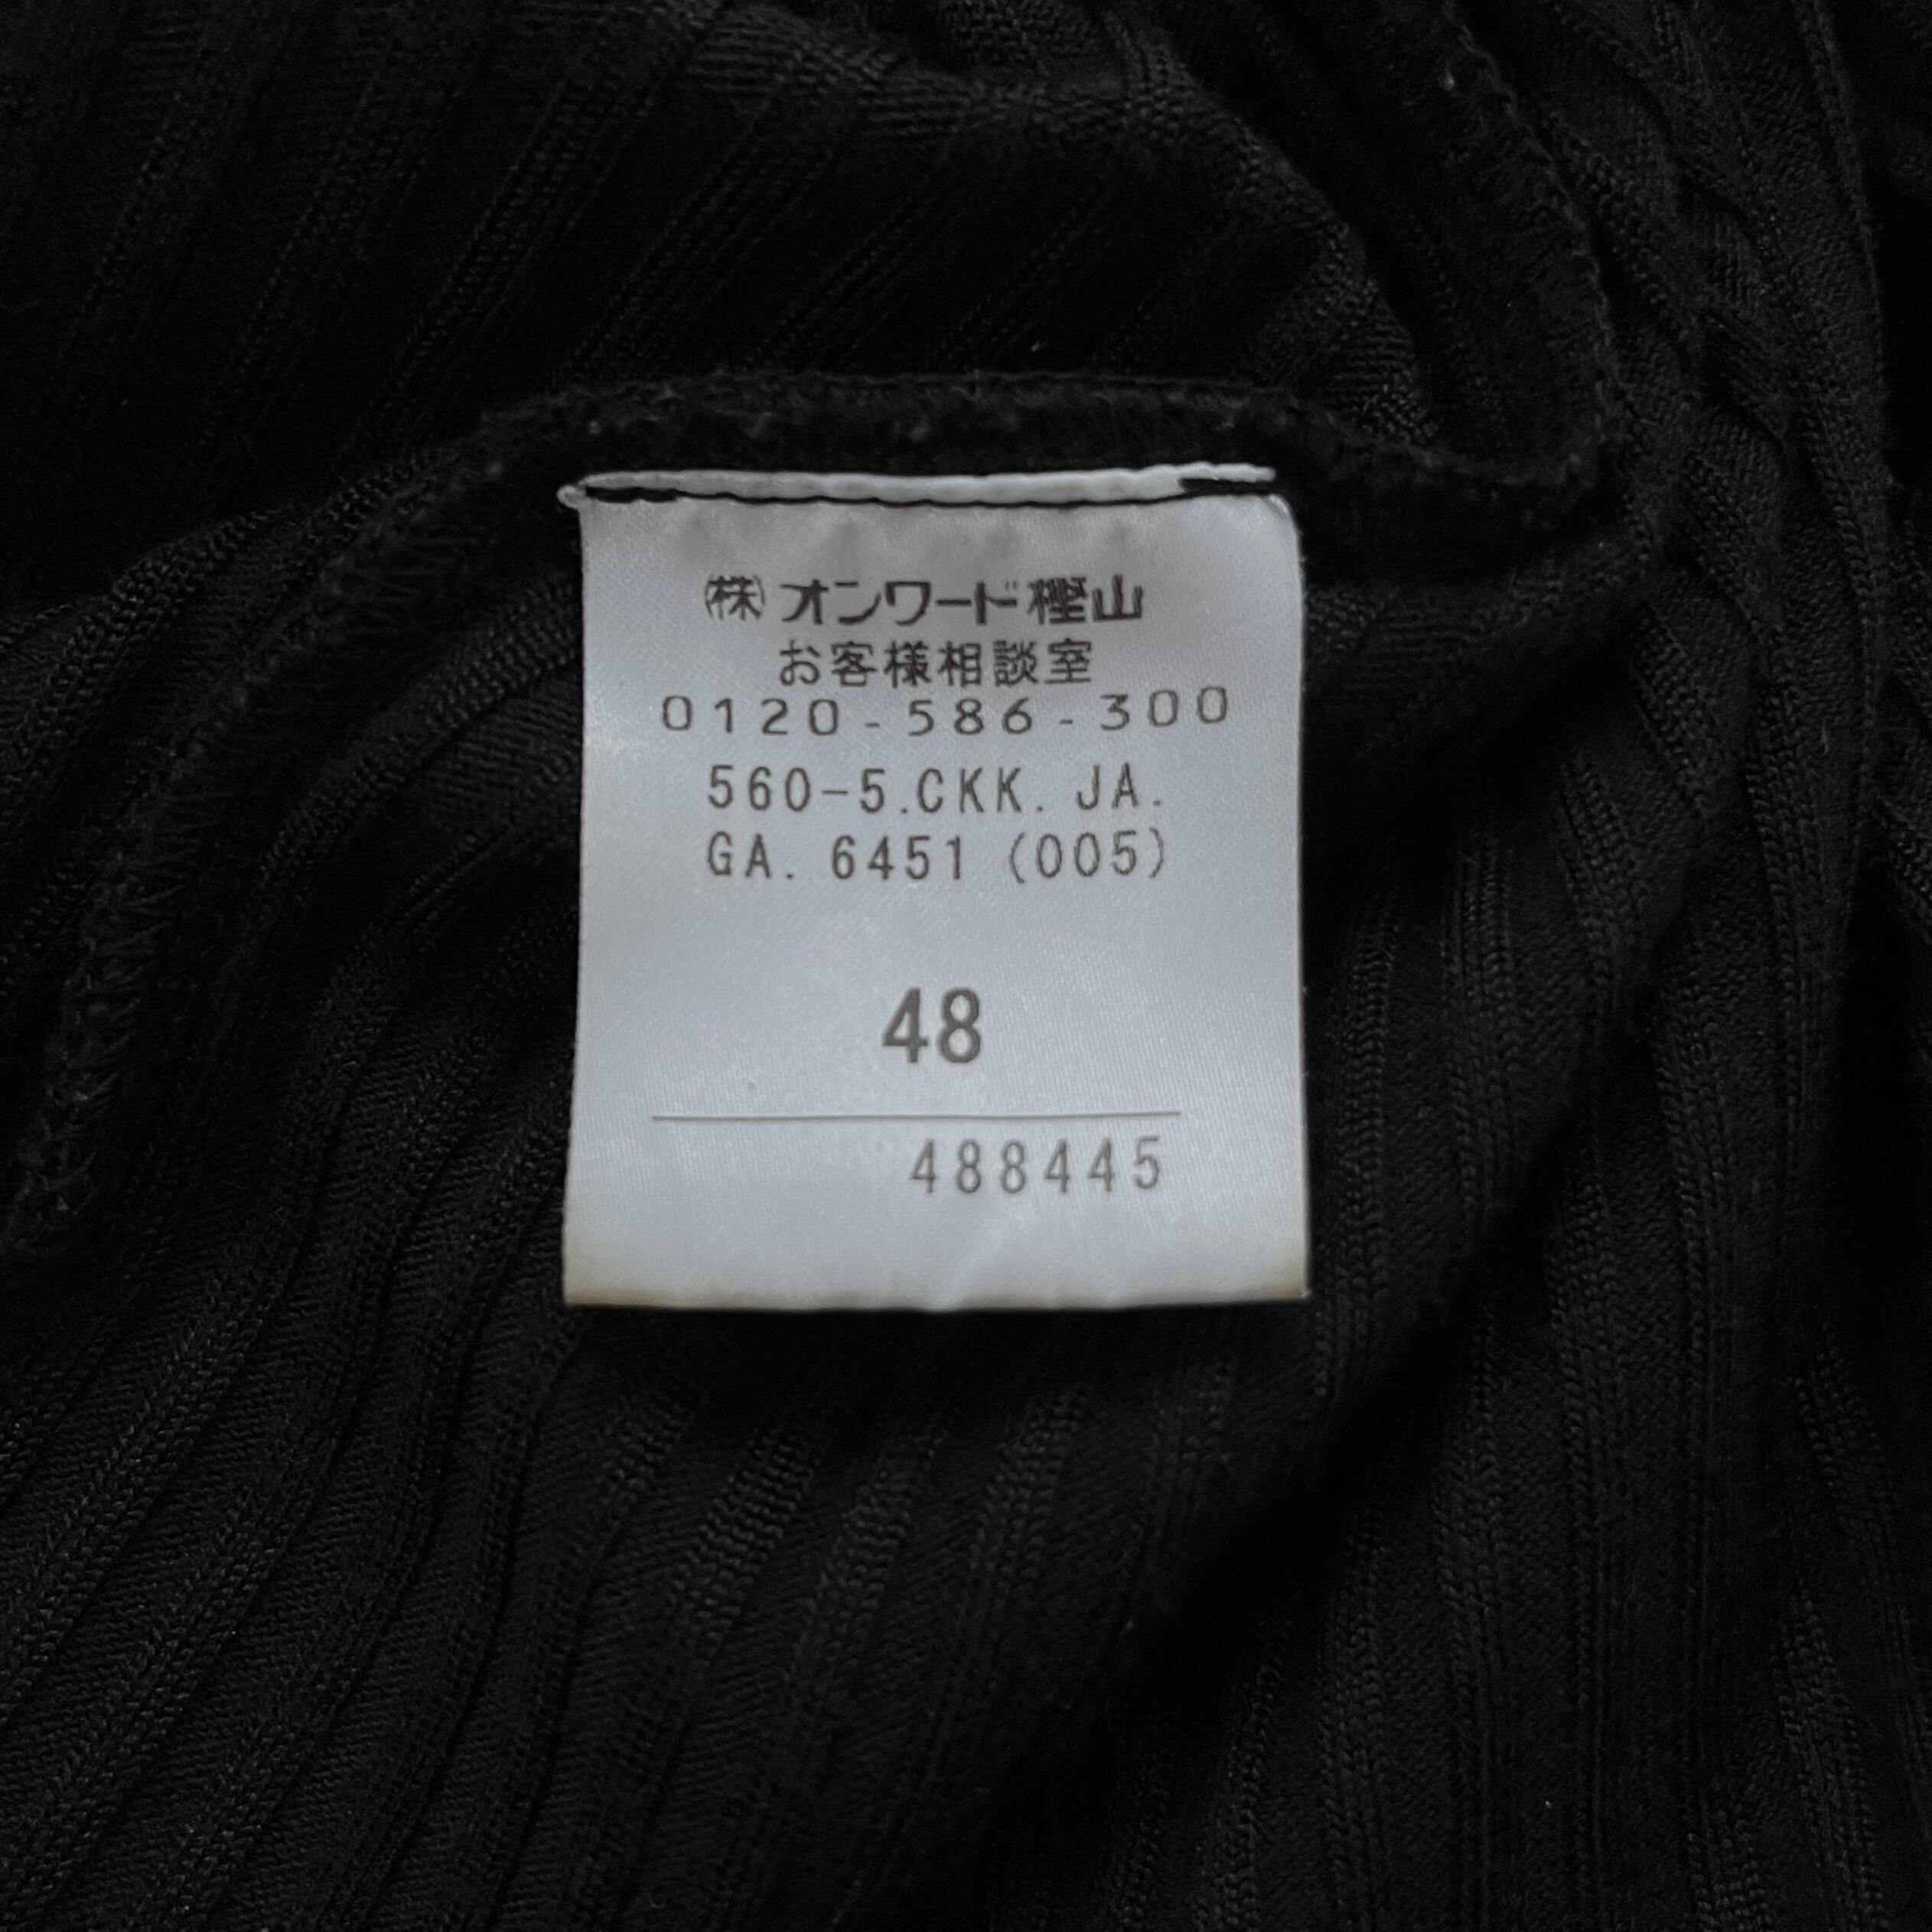 ㈱オンワード樫山
お客様相談室
0120-586-300
560-5.CKK. JA.
GA. 6451 (005)
48
488445